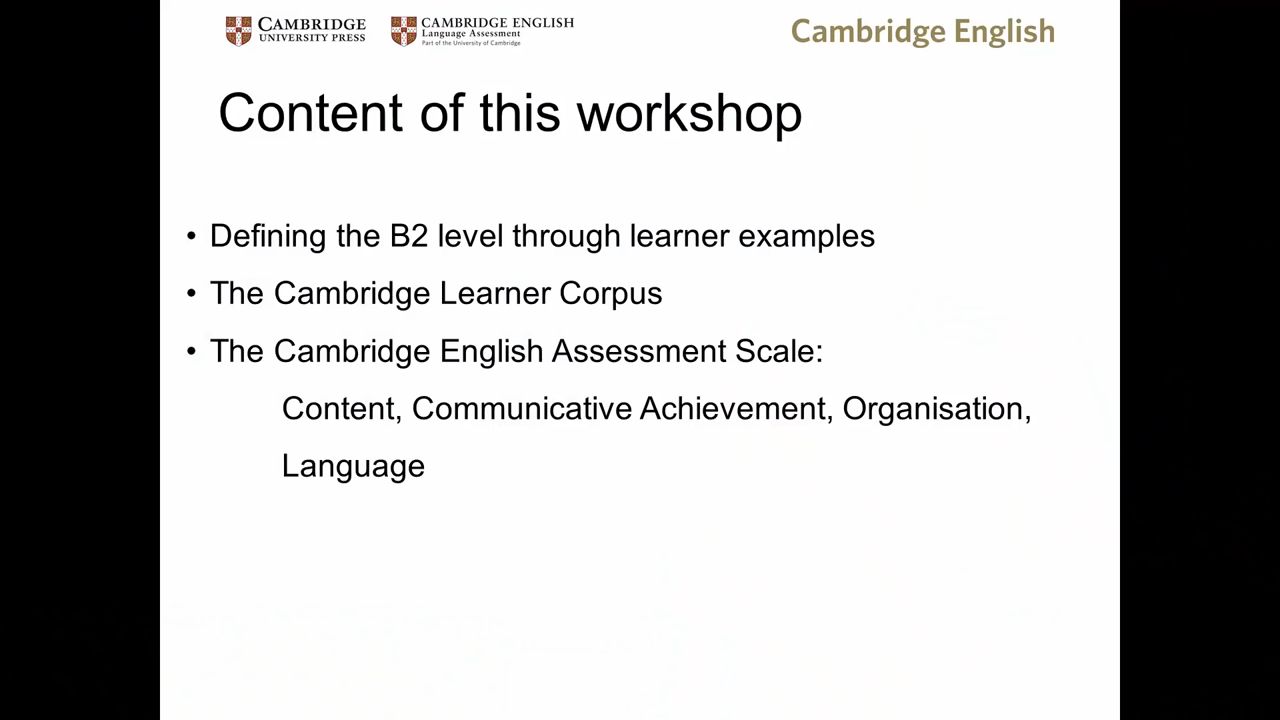 CAMBRIDGE
UNIVERSITY PRESS
CAMBRIDGE ENGLISH
Language Assessment
Part of the University of Cambridge
Cambridge English
Content of this workshop
• Defining the B2 level through learner examples
• The Cambridge Learner Corpus
• The Cambridge English Assessment Scale:
Content, Communicative Achievement, Organisation,
Language